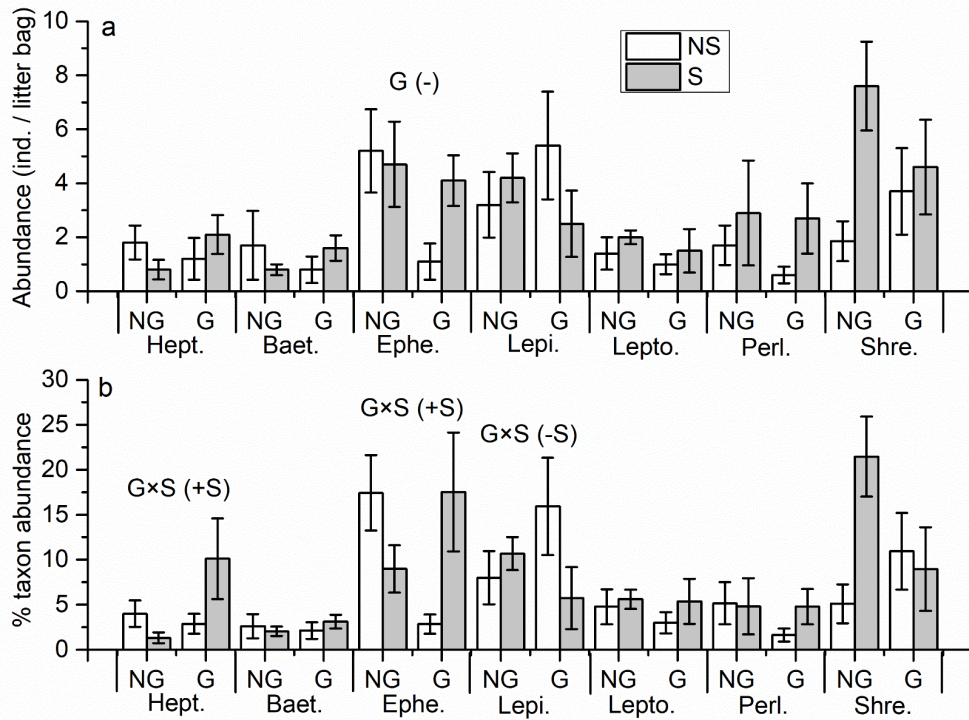 a
Abundance (ind. / litter bag)
10
8
6
4
2
0
NS
S
G (-)
NG G NG G NG G NG G NG G NG G NG G
Hept. Baet. Ephe. Lepi. Lepto. Perl. Shre.
b
% taxon abundance
30
25
20
15
10
5
0
G×S (+S)
G×S (+S)
G×S (-S)
NG G NG G NG G NG G NG G NG G NG G
Hept. Baet. Ephe. Lepi. Lepto. Perl. Shre.